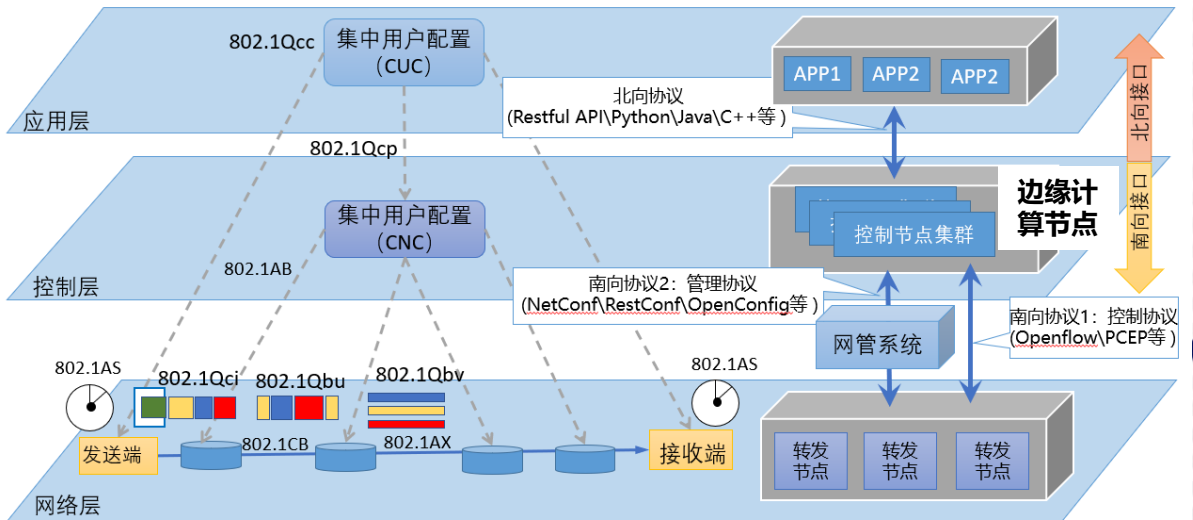 802.1Qcc
集中用户配置
（CUC）
APP1
APP2
APP2
北向协议
(Restful API\Python\Java\C++等 )
应用层
北向接口
802.1Qcp
集中用户配置
（CNC）
控制节点集群
边缘计
算节点
南向接口
802.1AB
控制层
南向协议2：管理协议
(NetConf\RestConf\OpenConfig等 )
南向协议1：控制协议
(Openflow\PCEP等 )
网管系统
802.1AS
802.1Qci
802.1Qbu
802.1Qbv
802.1AS
发送端
802.1CB
802.1AX
接收端
转发
节点
转发
节点
转发
节点
网络层